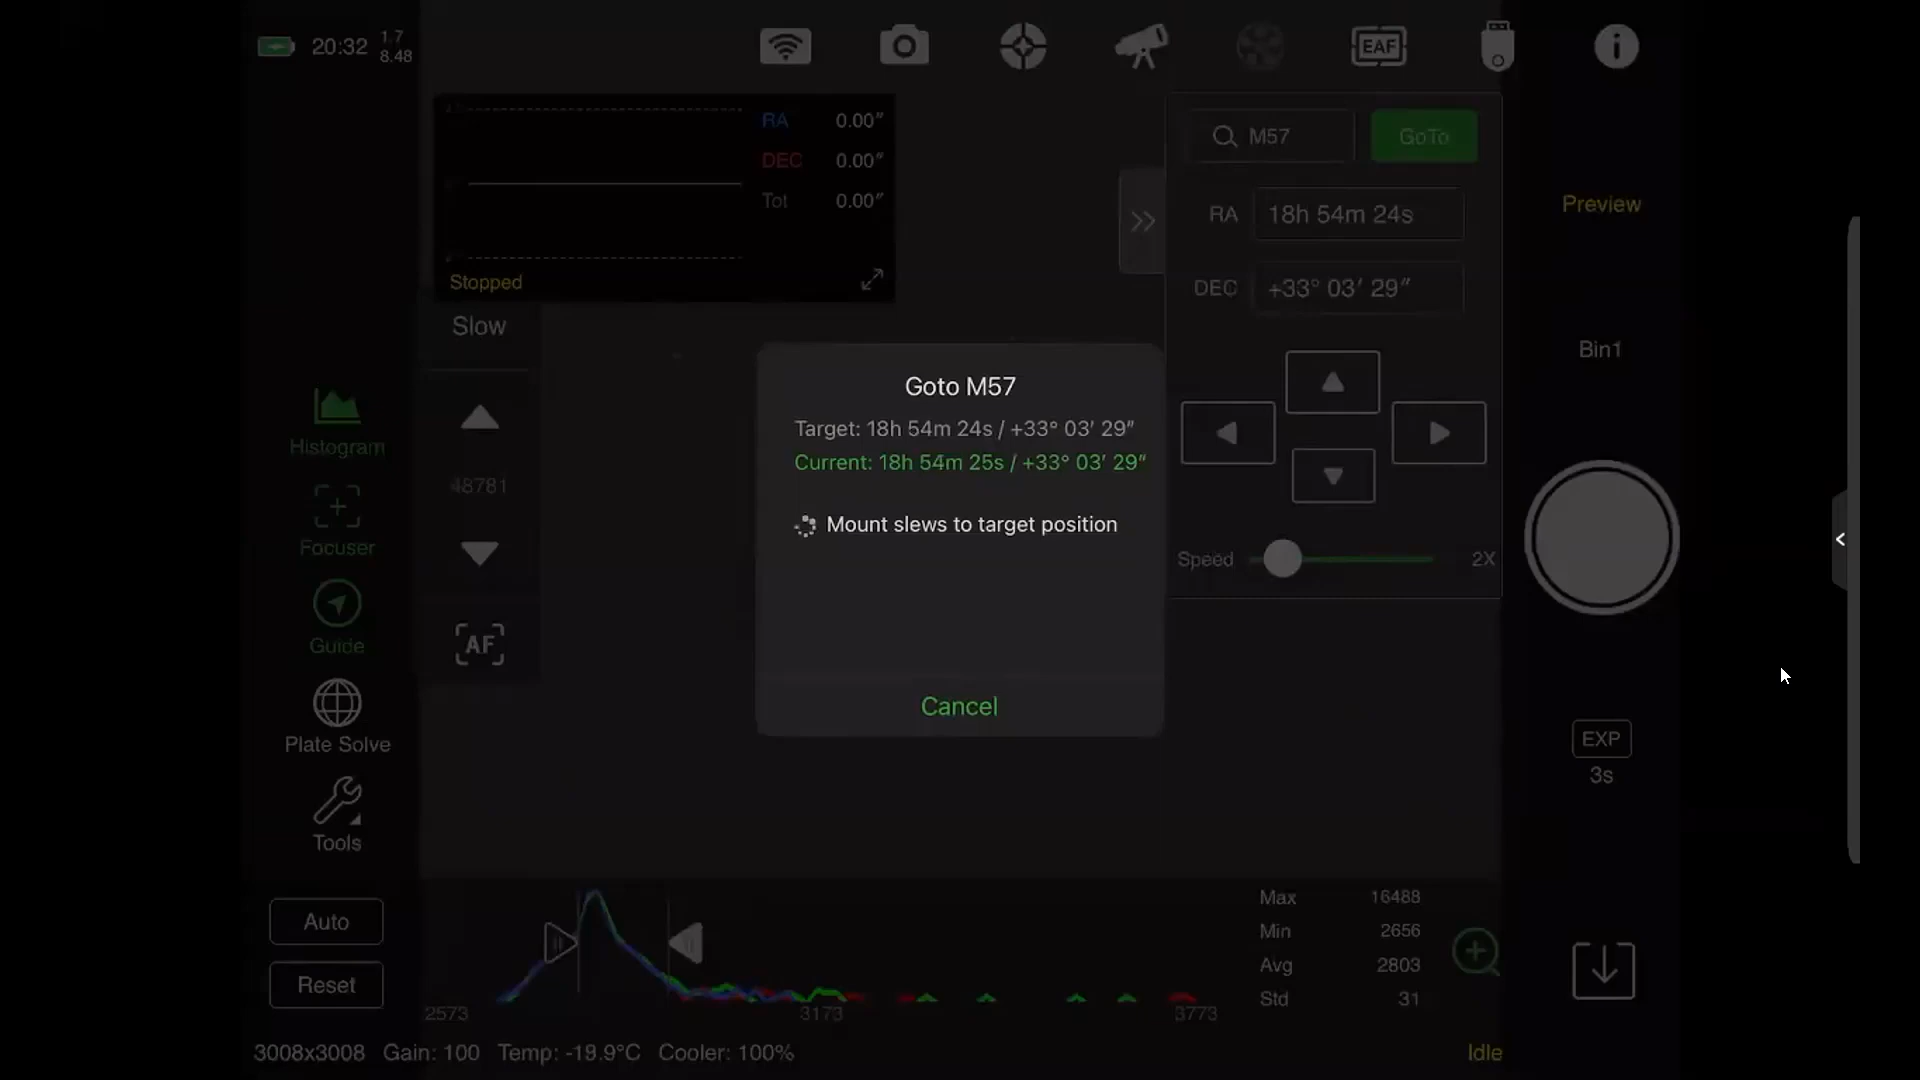 20:32
1.7
8.48
EAF
RA 0.00″
DEC 0.00″
Tot 0.00″
Stopped
M57
GoTo
RA 18h 54m 24s
DEC +33° 03′ 29″
Speed 2X
Preview
Bin1
EXP
3s
Slow
48781
AF
Histogram
Focuser
Guide
Plate Solve
Tools
Goto M57
Target: 18h 54m 24s / +33° 03′ 29″
Current: 18h 54m 25s / +33° 03′ 29″
Mount slews to target position
Cancel
Auto
Reset
2573 3173 3773
Max 16488
Min 2656
Avg 2803
Std 31
3008x3008 Gain: 100 Temp: -19.9°C Cooler: 100%
Idle